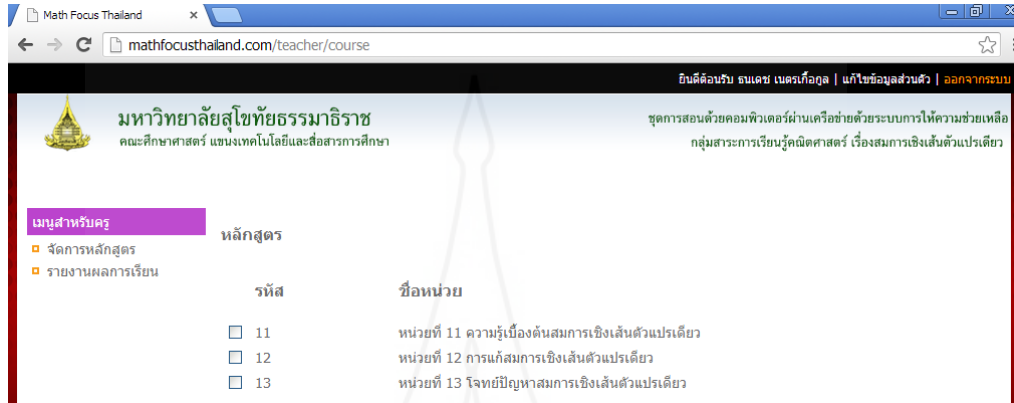 Math Focus Thailand
mathfocusthailand.com/teacher/course
ยินดีต้อนรับ ธนเดช เนตรเกื้อกูล | แก้ไขข้อมูลส่วนตัว | ออกจากระบบ
มหาวิทยาลัยสุโขทัยธรรมาธิราช
คณะศึกษาศาสตร์ แขนงเทคโนโลยีและสื่อสารการศึกษา
ชุดการสอนด้วยคอมพิวเตอร์ผ่านเครือข่ายด้วยระบบการให้ความช่วยเหลือ
กลุ่มสาระการเรียนรู้คณิตศาสตร์ เรื่องสมการเชิงเส้นตัวแปรเดียว
เมนูสำหรับครู
จัดการหลักสูตร
รายงานผลการเรียน
หลักสูตร
รหัส ชื่อหน่วย
11 หน่วยที่ 11 ความรู้เบื้องต้นสมการเชิงเส้นตัวแปรเดียว
12 หน่วยที่ 12 การแก้สมการเชิงเส้นตัวแปรเดียว
13 หน่วยที่ 13 โจทย์ปัญหาสมการเชิงเส้นตัวแปรเดียว